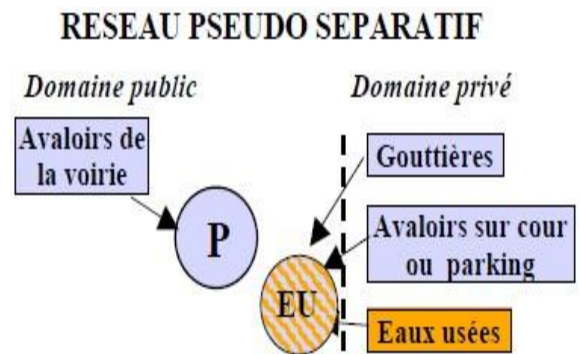 RESEAU PSEUDO SEPARATIF
Domaine public
Domaine privé
Avaloirs de
la voirie
Gouttières
P
Avaloirs sur cour
ou parking
EU
Eaux usées